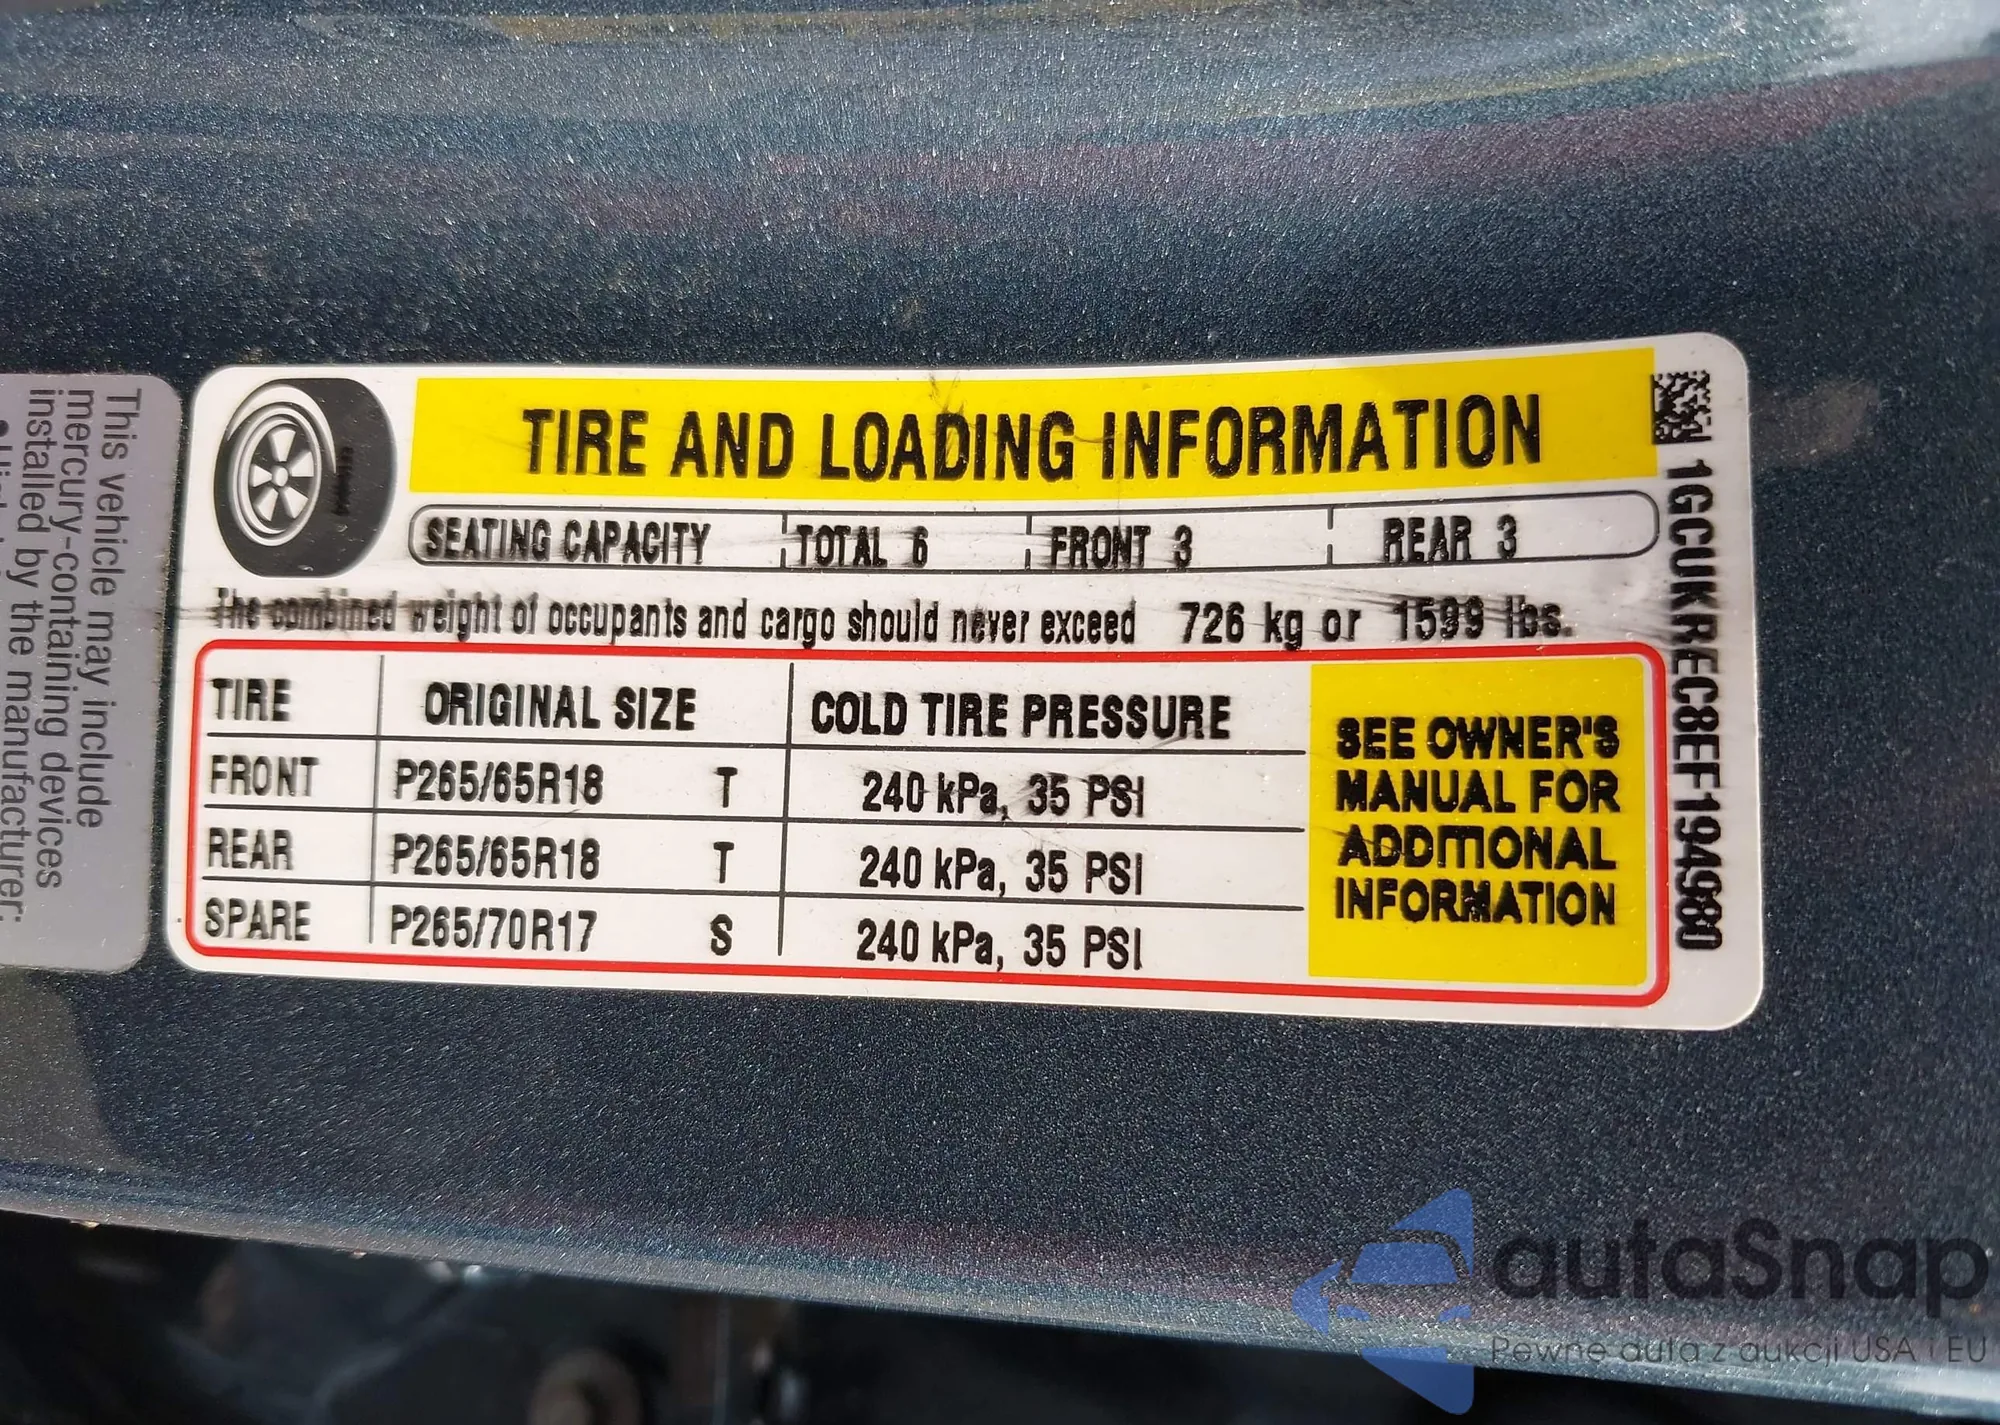 This vehicle may include
mercury-containing devices
installed by the manufacturer:
TIRE AND LOADING INFORMATION
SEATING CAPACITY TOTAL 6 FRONT 3 REAR 3
The combined weight of occupants and cargo should never exceed 726 kg or 1599 lbs.
TIRE ORIGINAL SIZE COLD TIRE PRESSURE
FRONT P265/65R18 T 240 kPa, 35 PSI
REAR P265/65R18 T 240 kPa, 35 PSI
SPARE P265/70R17 S 240 kPa, 35 PSI
SEE OWNER'S
MANUAL FOR
ADDITIONAL
INFORMATION
1GCUKREC8EF194980
autaSnap
Pewne auta z aukcji USA i EU